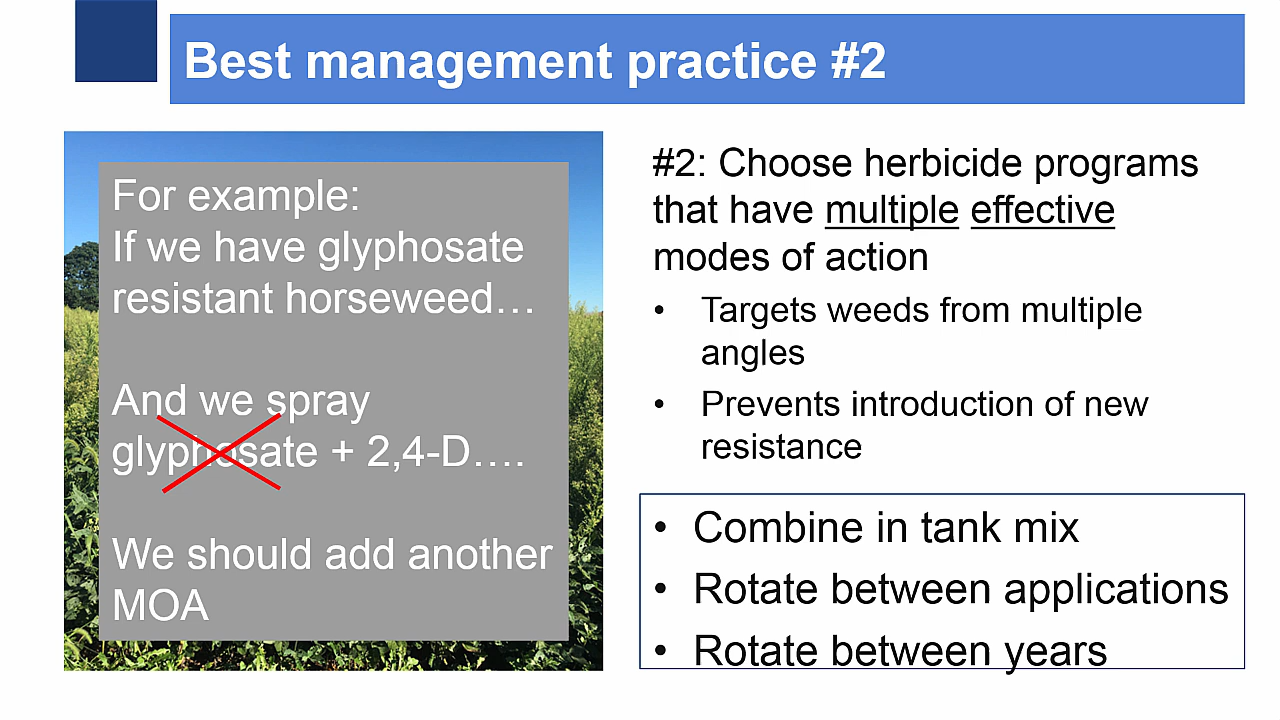 Best management practice #2
For example:
If we have glyphosate
resistant horseweed…
And we spray
glyphosate + 2,4-D….
We should add another
MOA
#2: Choose herbicide programs
that have multiple effective
modes of action
• Targets weeds from multiple
angles
• Prevents introduction of new
resistance
• Combine in tank mix
• Rotate between applications
• Rotate between years